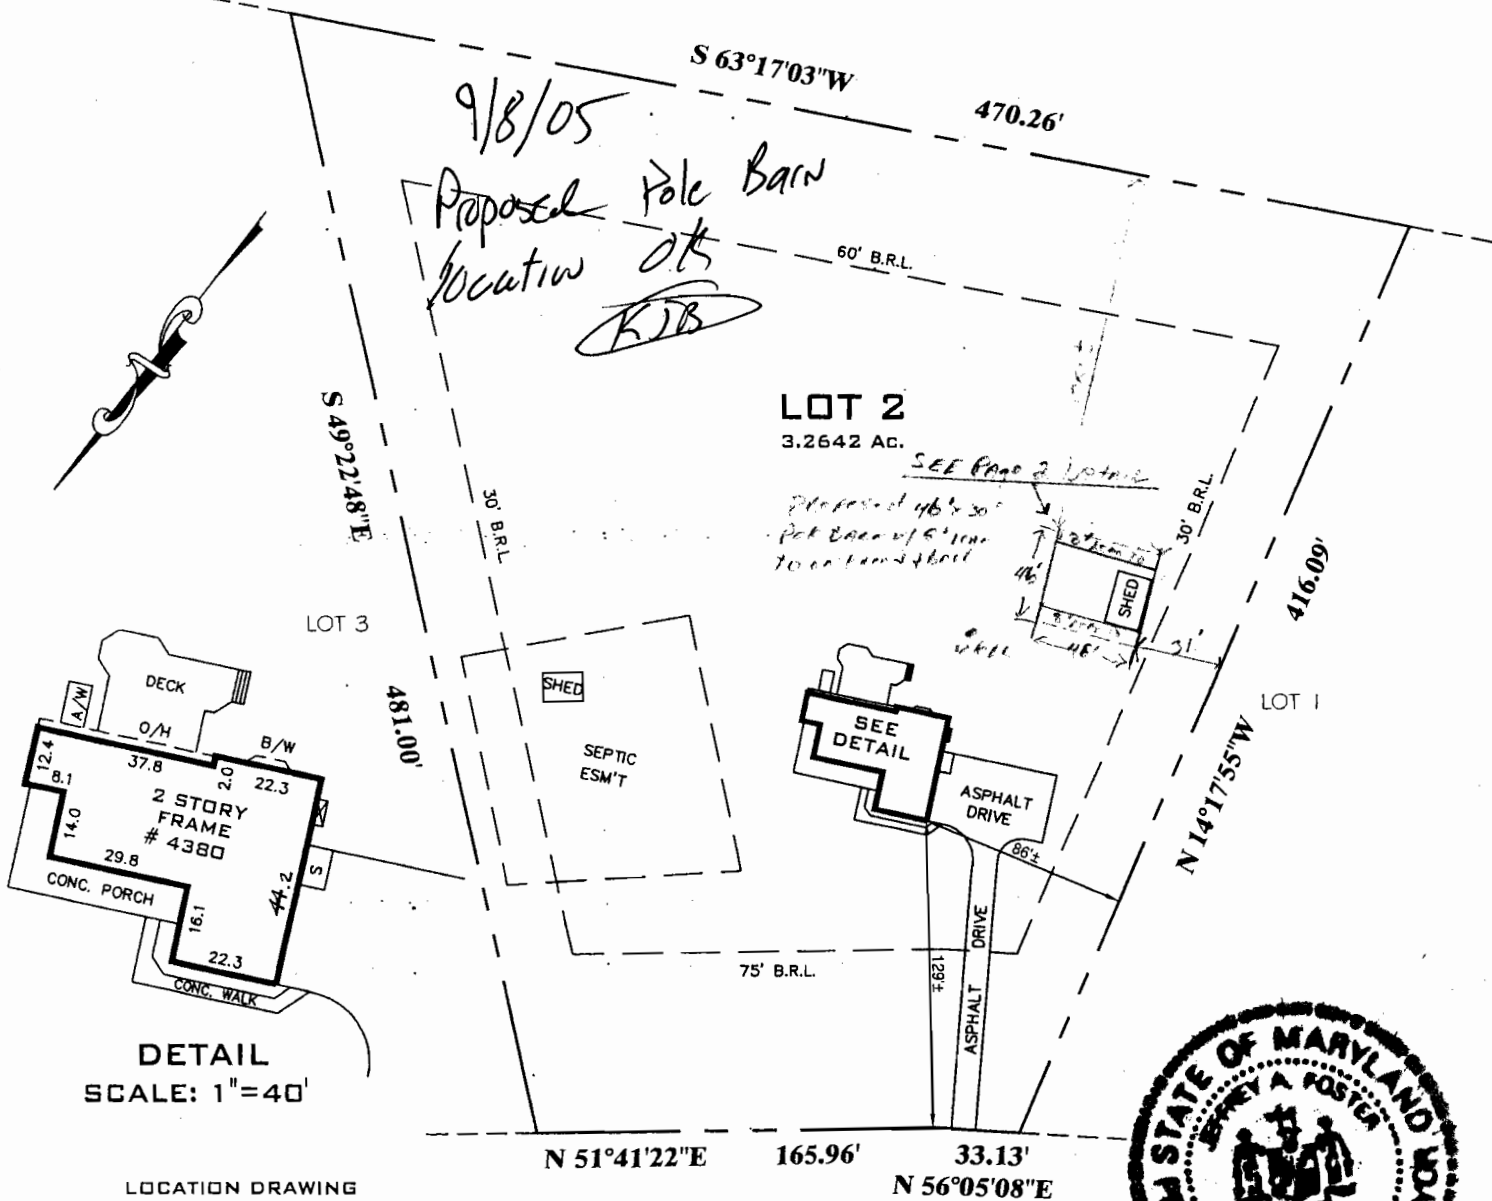 S 63°17'03"W
470.26'
9/8/05
Proposed Pole Barn
location OK
KJB
60' B.R.L.
LOT 2
3.2642 Ac.
SEE Page 2
S 49°22'48"E
481.00'
30' B.R.L.
30' B.R.L.
46'
SHED
31'
416.09'
N 14°17'55"W
LOT 1
LOT 3
DECK
A/W
O/H
B/W
12.4
37.8
2.0
22.3
8.1
14.0
2 STORY
FRAME
# 4380
29.8
44.2
S
CONC. PORCH
16.1
22.3
CONC. WALK
DETAIL
SCALE: 1"=40'
SHED
SEPTIC
ESM'T
SEE
DETAIL
ASPHALT
DRIVE
86'±
129'±
ASPHALT DRIVE
75' B.R.L.
N 51°41'22"E
165.96'
33.13'
N 56°05'08"E
LOCATION DRAWING
STATE OF MARYLAND
JEFFREY A. FOSTER